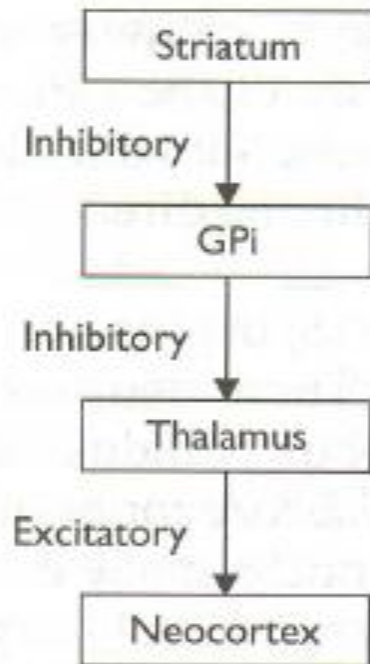 Striatum
Inhibitory
GPi
Inhibitory
Thalamus
Excitatory
Neocortex